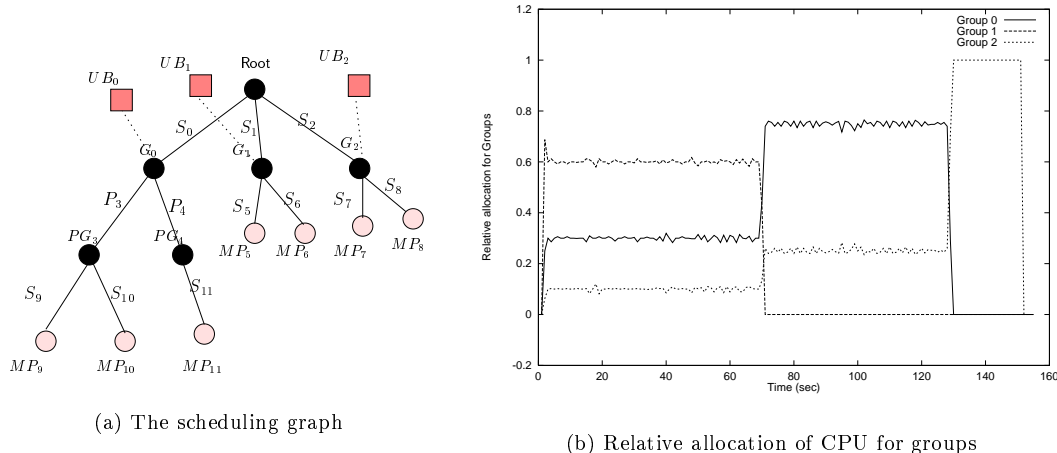 Root
UB₀
UB₁
UB₂
S₀
S₁
S₂
G₀
G₁
G₂
P₃
P₄
S₅
S₆
S₇
S₈
PG₃
PG₄
MP₅
MP₆
MP₇
MP₈
S₉
S₁₀
S₁₁
MP₉
MP₁₀
MP₁₁
(a) The scheduling graph
Group 0
Group 1
Group 2
Relative allocation for Groups
1.2
1
0.8
0.6
0.4
0.2
0
-0.2
0 20 40 60 80 100 120 140 160
Time (sec)
(b) Relative allocation of CPU for groups